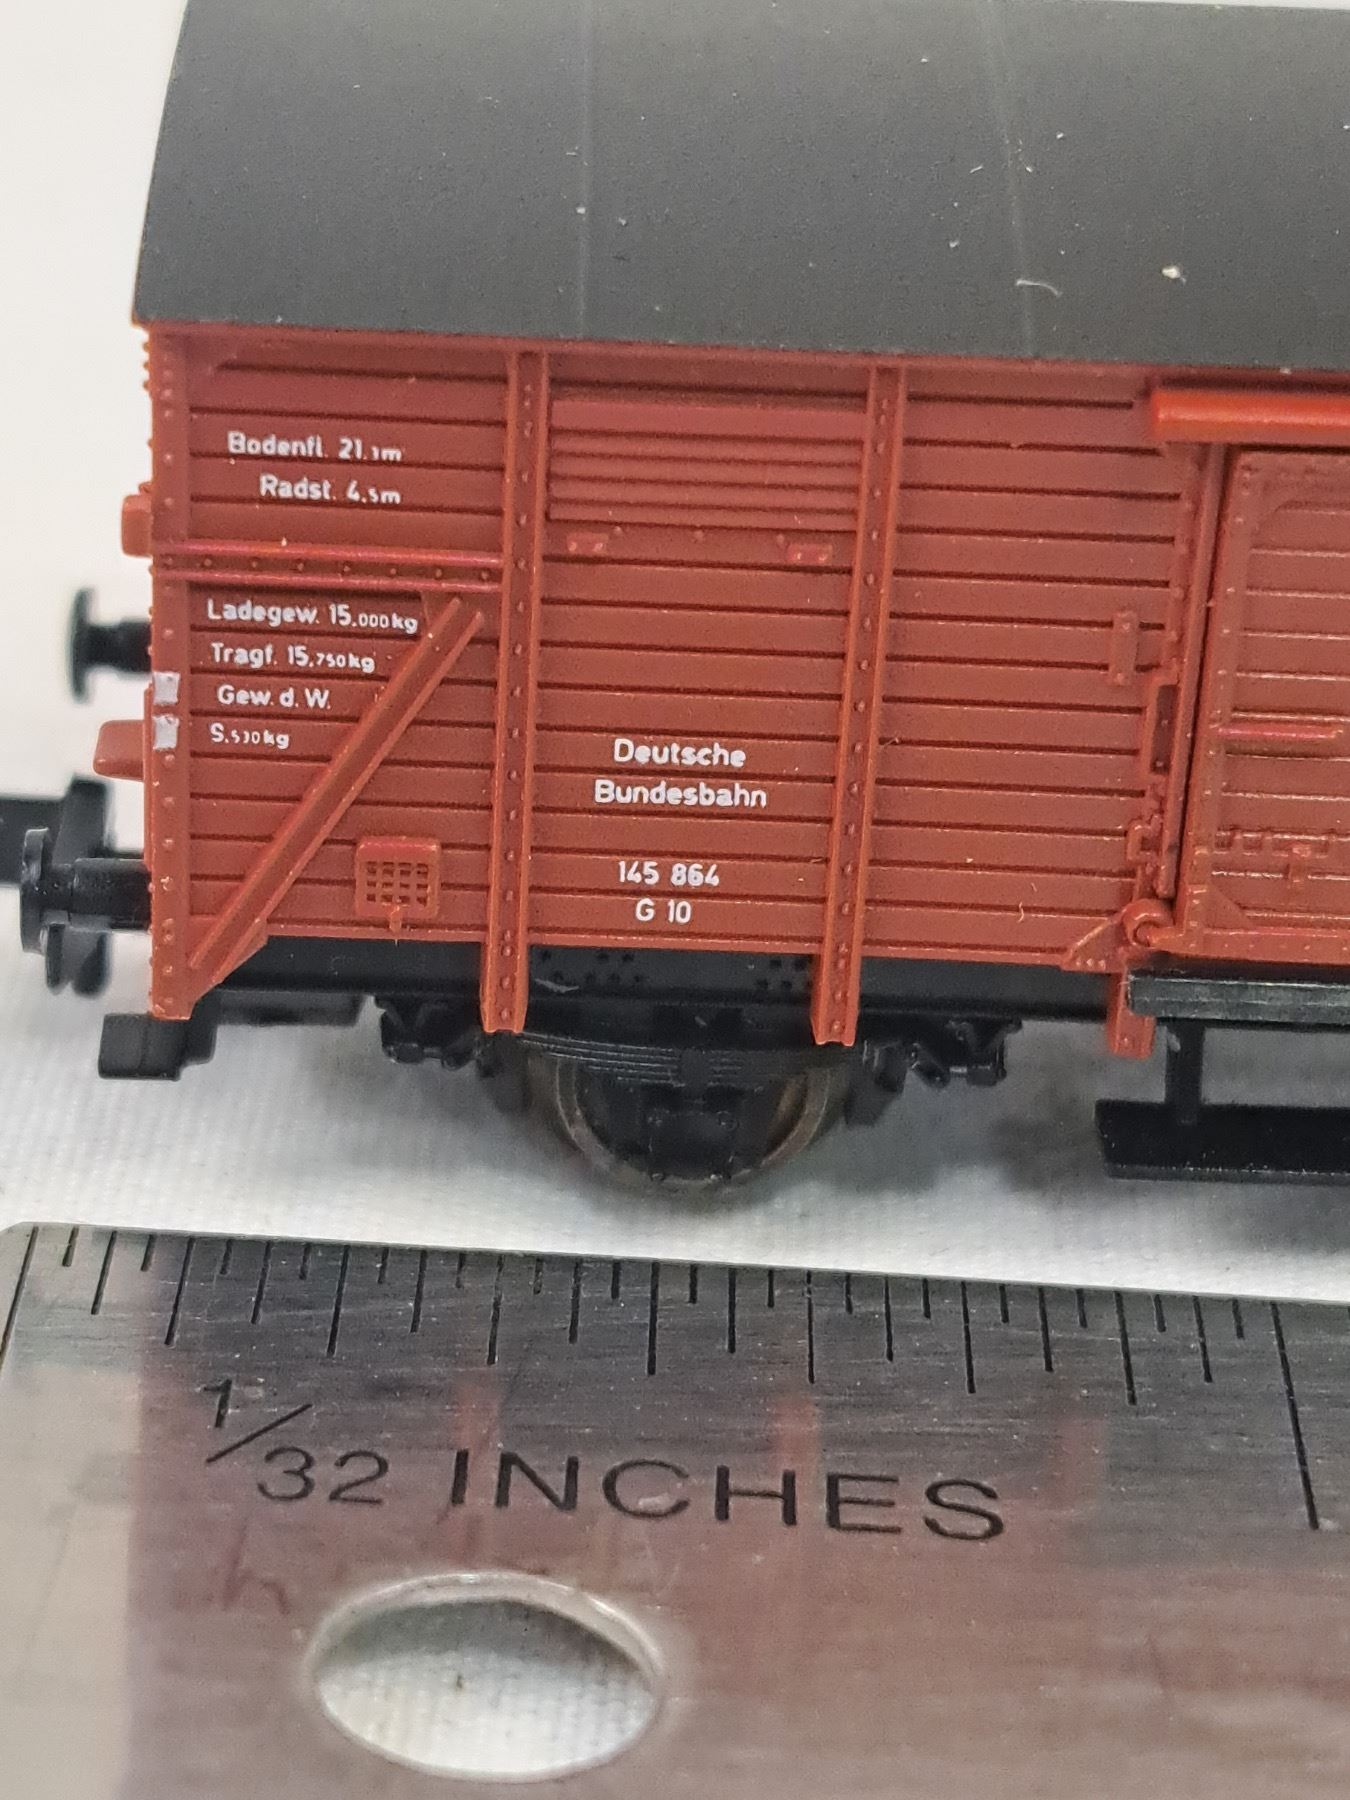 Bodenfl. 21.1m
Radst. 4.5m
Ladegew. 15.000kg
Tragf. 15.750kg
Gew. d. W.
Deutsche
Bundesbahn
145 864
G 10
1/32 INCHES